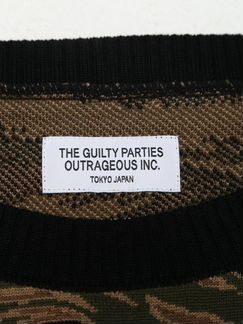 THE GUILTY PARTIES
OUTRAGEOUS INC.
TOKYO JAPAN